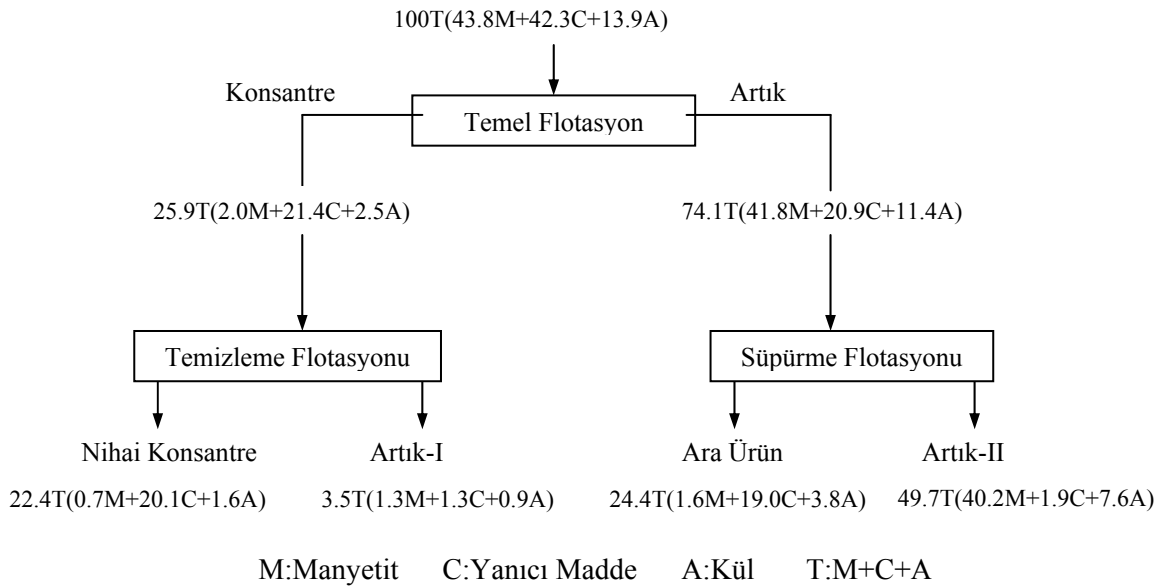 100T(43.8M+42.3C+13.9A)
Konsantre
Artık
Temel Flotasyon
25.9T(2.0M+21.4C+2.5A)
74.1T(41.8M+20.9C+11.4A)
Temizleme Flotasyonu
Süpürme Flotasyonu
Nihai Konsantre
Artık-I
Ara Ürün
Artık-II
22.4T(0.7M+20.1C+1.6A)
3.5T(1.3M+1.3C+0.9A)
24.4T(1.6M+19.0C+3.8A)
49.7T(40.2M+1.9C+7.6A)
M:Manyetit C:Yanıcı Madde A:Kül T:M+C+A